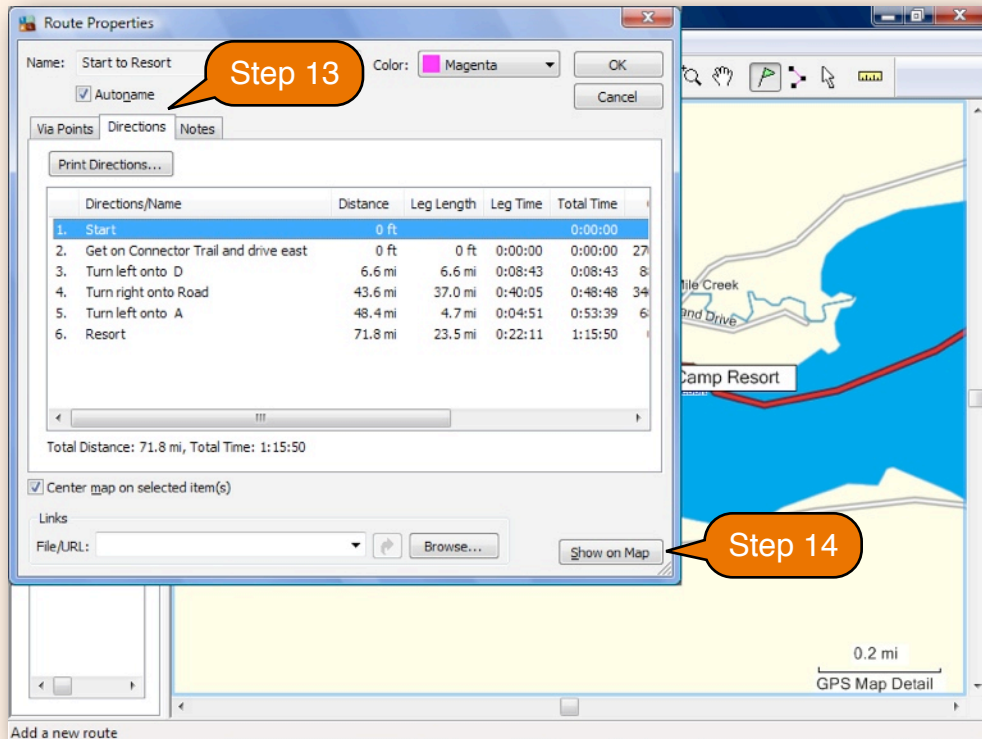 Route Properties
Name: Start to Resort
Color: Magenta
OK
Autoname
Cancel
Step 13
Via Points Directions Notes
Print Directions...
Directions/Name Distance Leg Length Leg Time Total Time
1. Start 0 ft 0:00:00
2. Get on Connector Trail and drive east 0 ft 0 ft 0:00:00 0:00:00 27
3. Turn left onto D 6.6 mi 6.6 mi 0:08:43 0:08:43 8
4. Turn right onto Road 43.6 mi 37.0 mi 0:40:05 0:48:48 34
5. Turn left onto A 48.4 mi 4.7 mi 0:04:51 0:53:39 6
6. Resort 71.8 mi 23.5 mi 0:22:11 1:15:50
Total Distance: 71.8 mi, Total Time: 1:15:50
Center map on selected item(s)
Links
File/URL:
Browse...
Show on Map
Step 14
Creek
Drive
Camp Resort
0.2 mi
GPS Map Detail
Add a new route